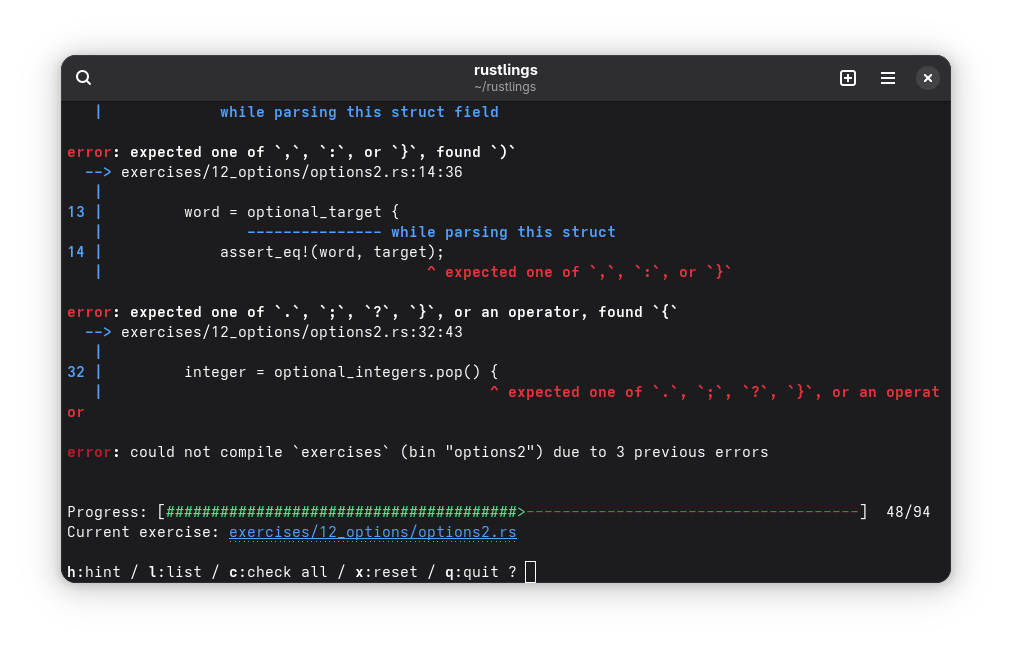 rustlings
~/rustlings
| while parsing this struct field
error: expected one of `,`, `:`, or `}`, found `)`
--> exercises/12_options/options2.rs:14:36
|
13 | word = optional_target {
| --------------- while parsing this struct
14 | assert_eq!(word, target);
| ^ expected one of `,`, `:`, or `}`
error: expected one of `.`, `;`, `?`, `}`, or an operator, found `{`
--> exercises/12_options/options2.rs:32:43
|
32 | integer = optional_integers.pop() {
| ^ expected one of `.`, `;`, `?`, `}`, or an operat
or
error: could not compile `exercises` (bin "options2") due to 3 previous errors
Progress: [#######################################>-------------------------------------] 48/94
Current exercise: exercises/12_options/options2.rs
h:hint / l:list / c:check all / x:reset / q:quit ?